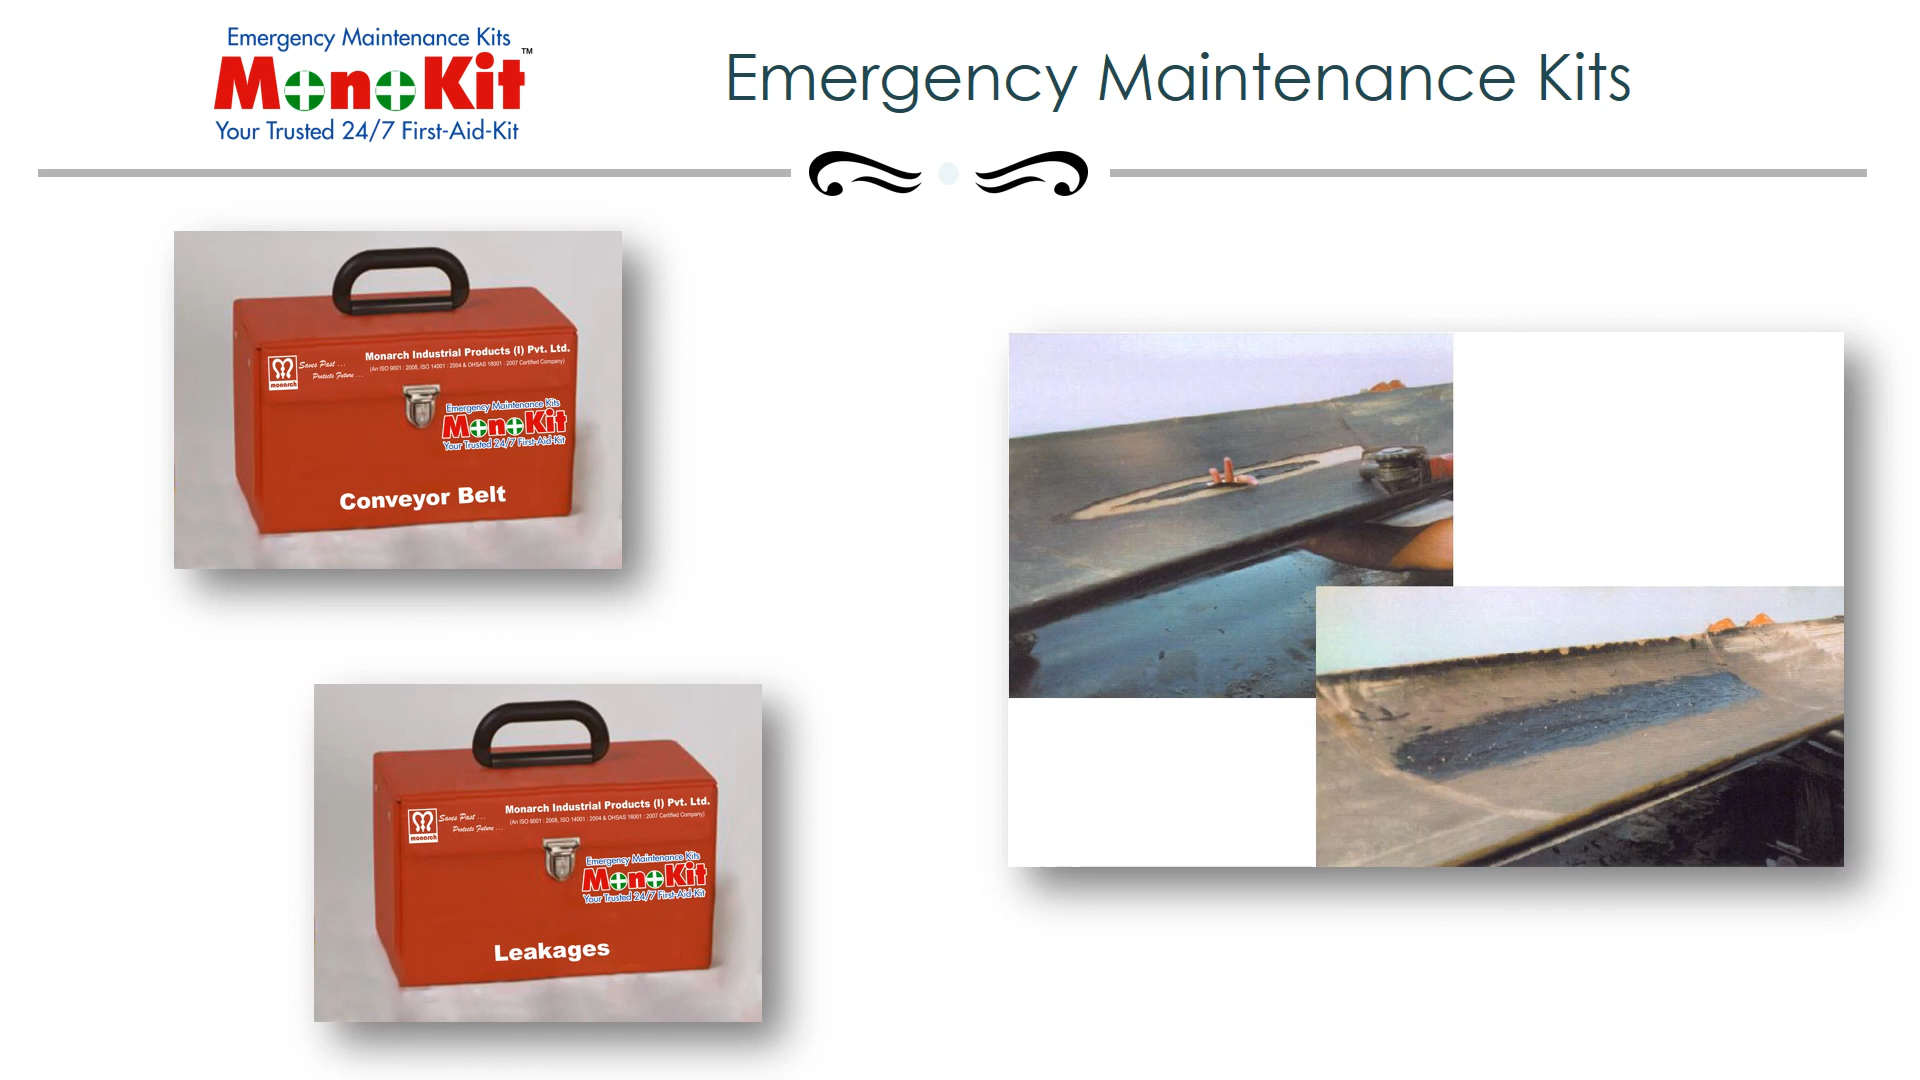 Emergency Maintenance Kits
MonoKit™
Your Trusted 24/7 First-Aid-Kit
Emergency Maintenance Kits
monarch
Saves Past ...
Protects Future ...
Monarch Industrial Products (I) Pvt. Ltd.
(An ISO 9001 : 2008, ISO 14001 : 2004 & OHSAS 18001 : 2007 Certified Company)
Emergency Maintenance Kits
MonoKit
Your Trusted 24/7 First-Aid-Kit
Conveyor Belt
monarch
Saves Past ...
Protects Future ...
Monarch Industrial Products (I) Pvt. Ltd.
(An ISO 9001 : 2008, ISO 14001 : 2004 & OHSAS 18001 : 2007 Certified Company)
Emergency Maintenance Kits
MonoKit
Your Trusted 24/7 First-Aid-Kit
Leakages